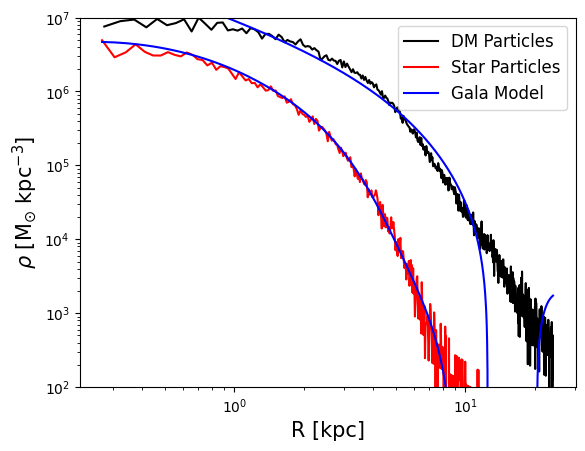 10⁷
10⁶
10⁵
10⁴
10³
10²
ρ [M⊙ kpc⁻³]
DM Particles
Star Particles
Gala Model
10⁰
10¹
R [kpc]